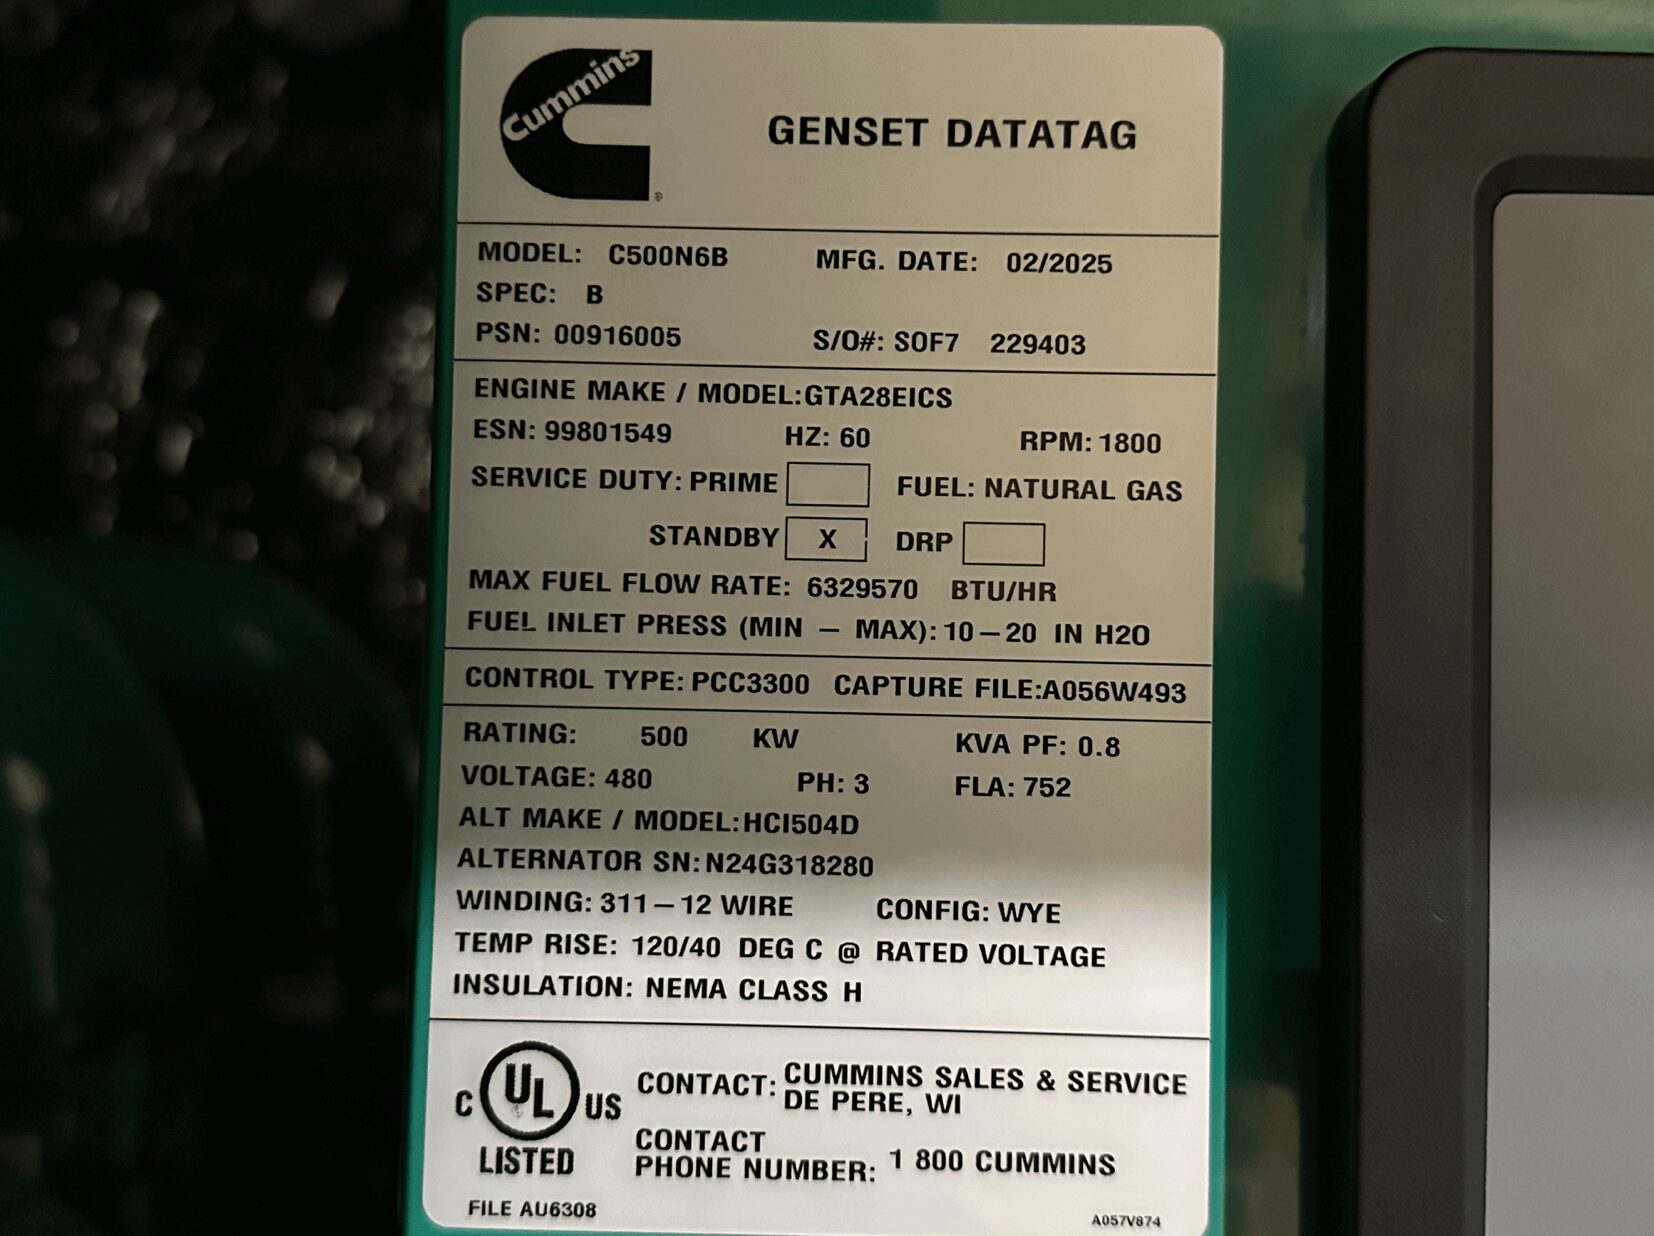 Cummins
GENSET DATATAG
MODEL: C500N6B MFG. DATE: 02/2025
SPEC: B
PSN: 00916005 S/O#: SOF7 229403
ENGINE MAKE / MODEL:GTA28EICS
ESN: 99801549 HZ: 60 RPM: 1800
SERVICE DUTY: PRIME FUEL: NATURAL GAS
STANDBY X DRP
MAX FUEL FLOW RATE: 6329570 BTU/HR
FUEL INLET PRESS (MIN – MAX): 10–20 IN H2O
CONTROL TYPE: PCC3300 CAPTURE FILE:A056W493
RATING: 500 KW KVA PF: 0.8
VOLTAGE: 480 PH: 3 FLA: 752
ALT MAKE / MODEL:HCI504D
ALTERNATOR SN: N24G318280
WINDING: 311–12 WIRE CONFIG: WYE
TEMP RISE: 120/40 DEG C @ RATED VOLTAGE
INSULATION: NEMA CLASS H
C UL US
LISTED
CONTACT: CUMMINS SALES & SERVICE
DE PERE, WI
CONTACT
PHONE NUMBER: 1 800 CUMMINS
FILE AU6308
A057V874